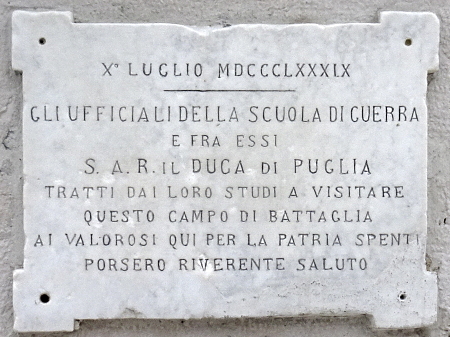 X° LUGLIO MDCCCLXXXIX
GLI UFFICIALI DELLA SCUOLA DI GUERRA
E FRA ESSI
S. A. R. IL DUCA DI PUGLIA
TRATTI DAI LORO STUDI A VISITARE
QUESTO CAMPO DI BATTAGLIA
AI VALOROSI QUI PER LA PATRIA SPENTI
PORSERO RIVERENTE SALUTO